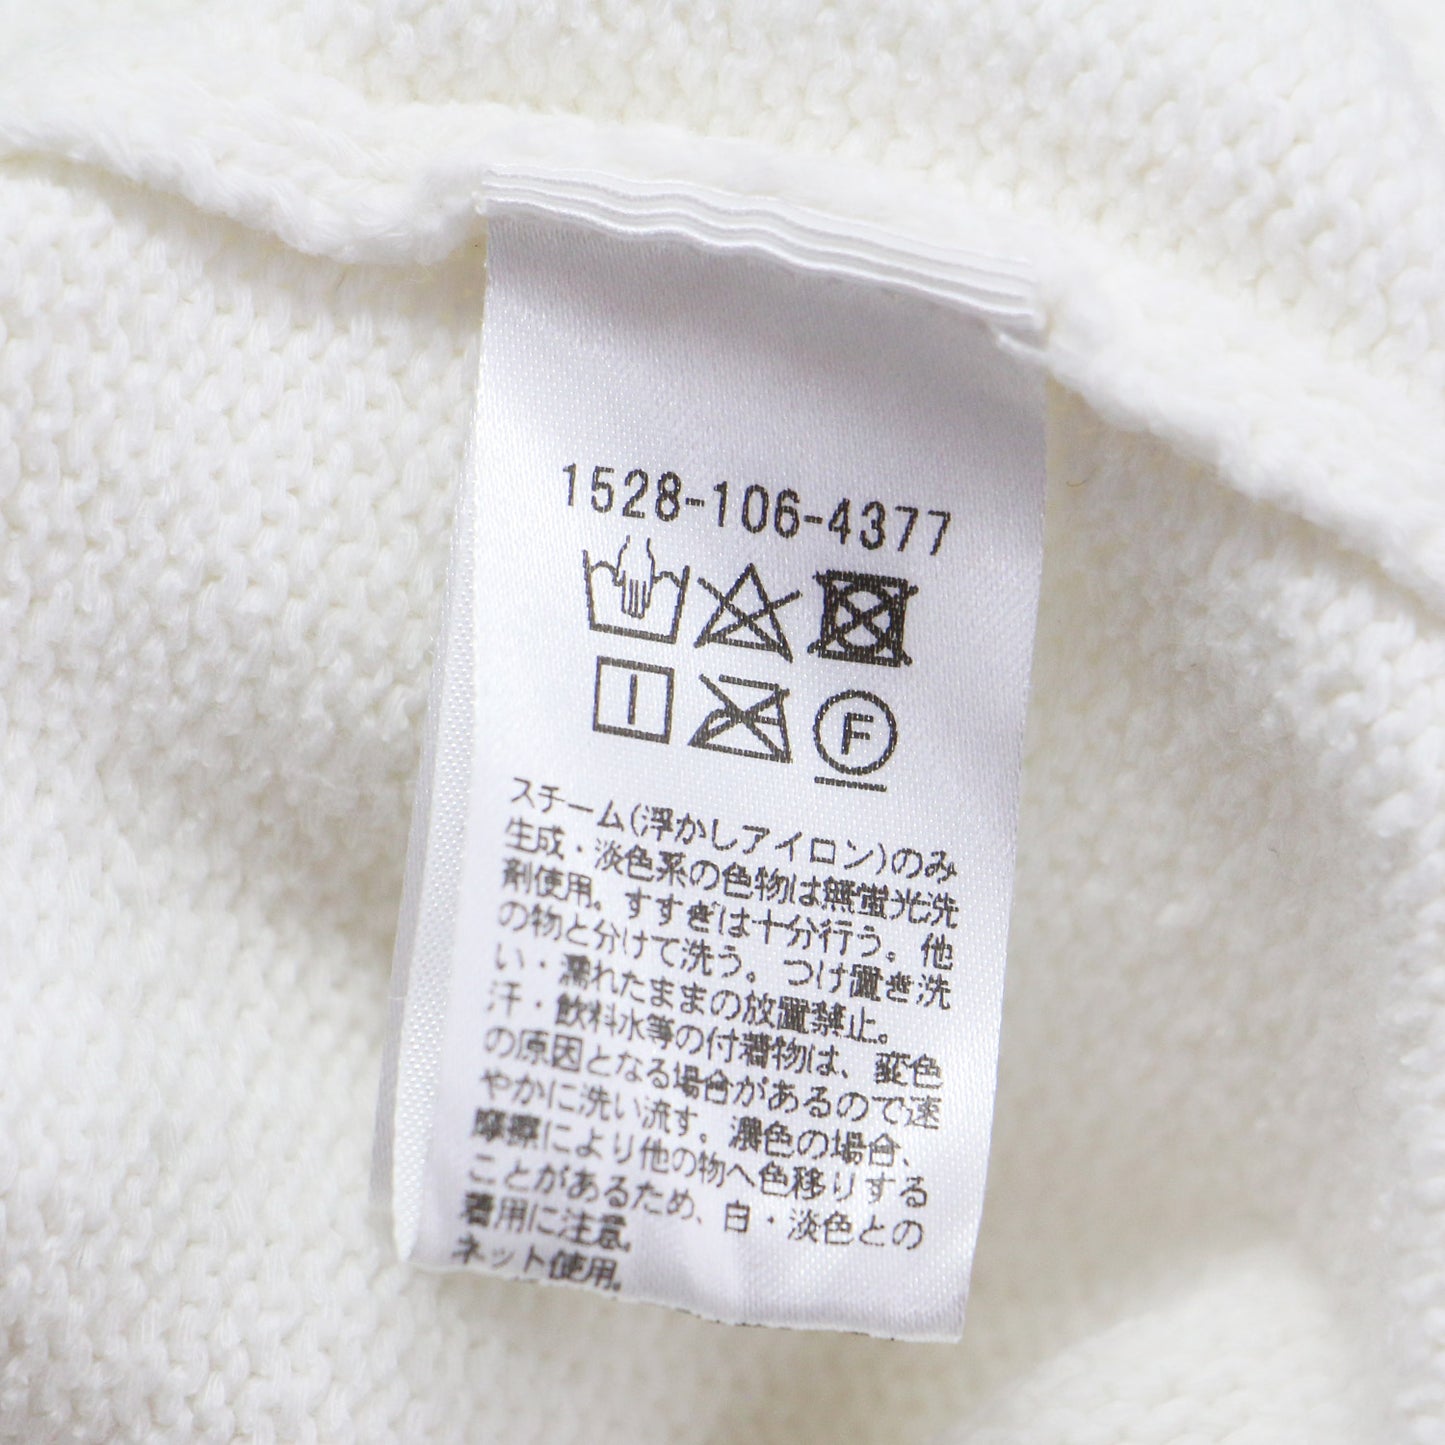 1528-106-4377
F
スチーム(浮かしアイロン)のみ
生成・淡色系の色物は無蛍光洗
剤使用。すすぎは十分行う。他
の物と分けて洗う。つけ置き洗
い・濡れたままの放置禁止。
汗・飲料水等の付着物は、変色
の原因となる場合があるので速
やかに洗い流す。濃色の場合、
摩擦により他の物へ色移りする
ことがあるため、白・淡色との
着用に注意。
ネット使用。